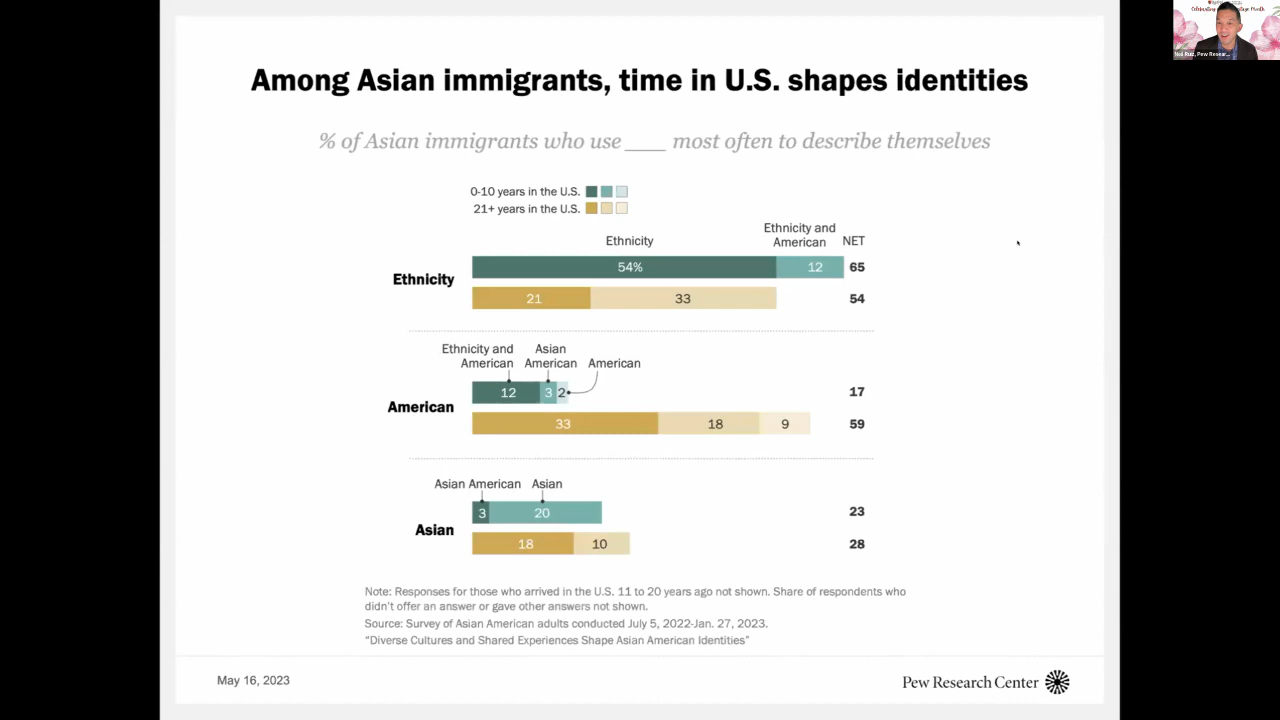 Among Asian immigrants, time in U.S. shapes identities
% of Asian immigrants who use ___ most often to describe themselves
0-10 years in the U.S.
21+ years in the U.S.
Ethnicity
Ethnicity and
American
NET
Ethnicity
54%
12
65
21
33
54
Ethnicity and
American
Asian
American
American
American
12
3
2
17
33
18
9
59
Asian American
Asian
Asian
3
20
23
18
10
28
Note: Responses for those who arrived in the U.S. 11 to 20 years ago not shown. Share of respondents who
didn't offer an answer or gave other answers not shown.
Source: Survey of Asian American adults conducted July 5, 2022-Jan. 27, 2023.
"Diverse Cultures and Shared Experiences Shape Asian American Identities"
May 16, 2023
Pew Research Center
Neil Ruiz, Pew Resear...